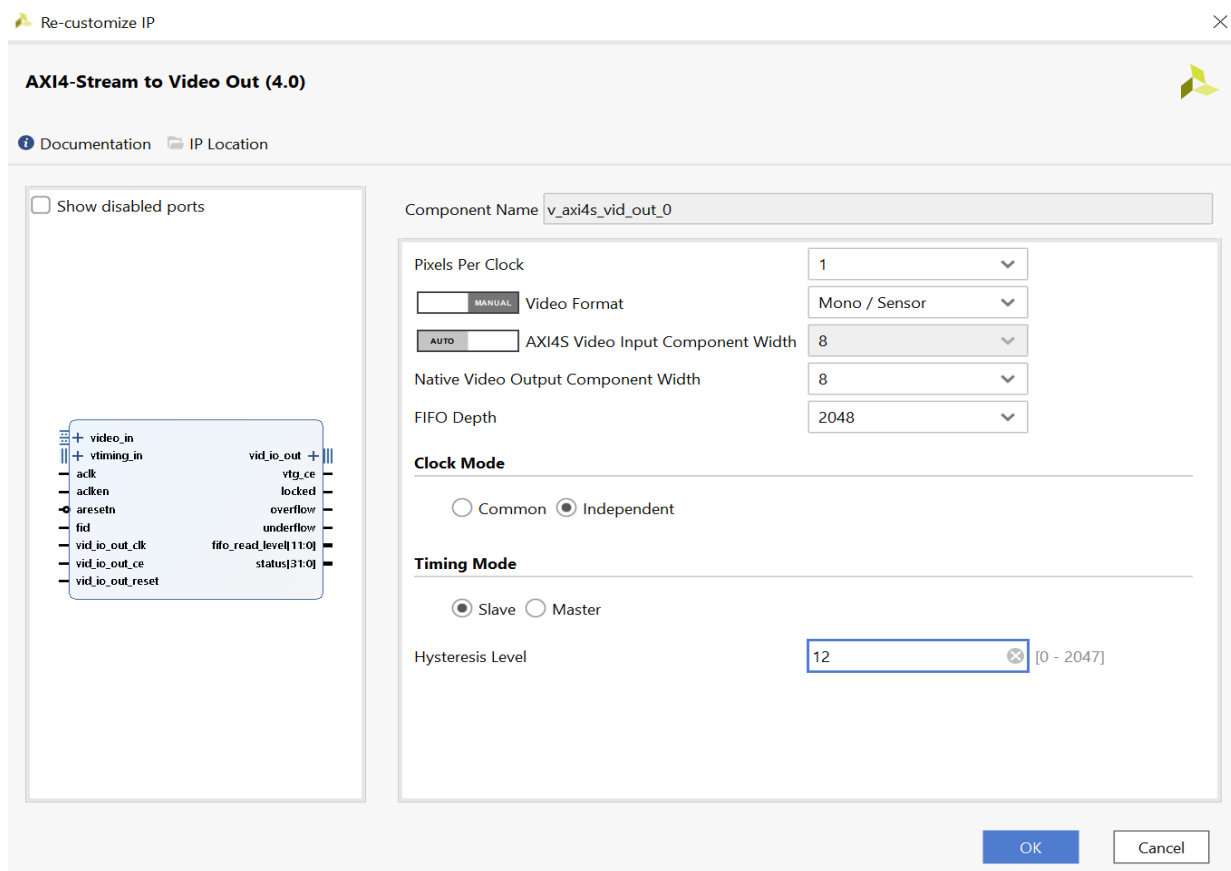 Re-customize IP
AXI4-Stream to Video Out (4.0)
Documentation IP Location
Show disabled ports
video_in
vtiming_in
aclk
aclken
aresetn
fid
vid_io_out_clk
vid_io_out_ce
vid_io_out_reset
vid_io_out
vtg_ce
locked
overflow
underflow
fifo_read_level[11:0]
status[31:0]
Component Name v_axi4s_vid_out_0
Pixels Per Clock 1
MANUAL Video Format Mono / Sensor
AUTO AXI4S Video Input Component Width 8
Native Video Output Component Width 8
FIFO Depth 2048
Clock Mode
Common Independent
Timing Mode
Slave Master
Hysteresis Level 12 [0 - 2047]
OK Cancel